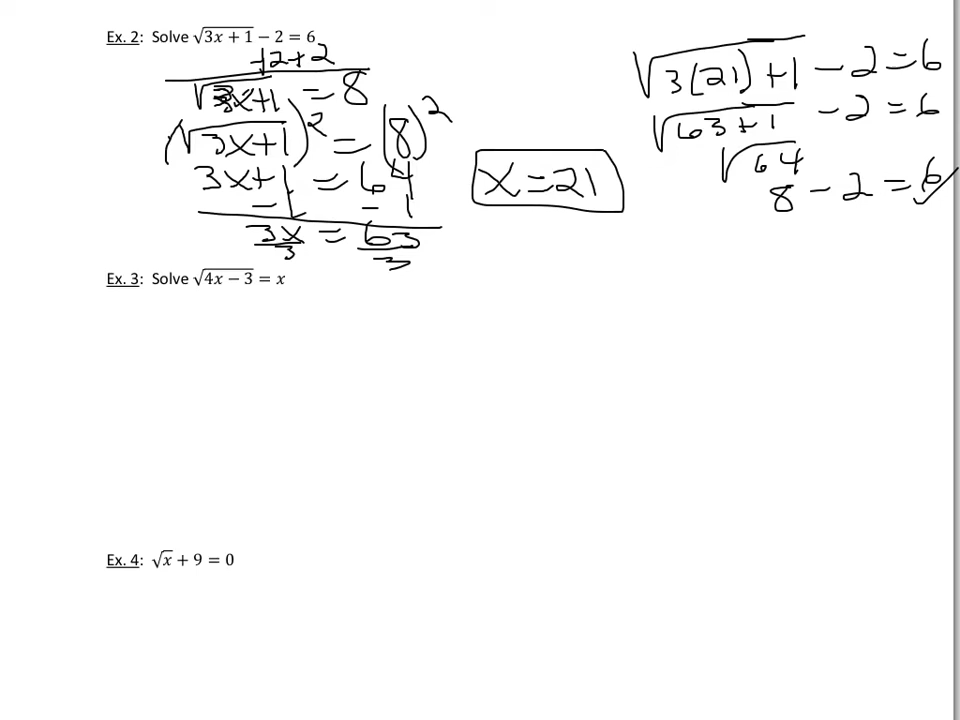 Ex. 2: Solve √3x + 1 − 2 = 6
+2 +2
√3x+1 = 8
(√3x+1)² = (8)²
3x+1 = 64
−1 −1
3x = 63
3 3
x=21
√3(21)+1 − 2 = 6
√63+1 − 2 = 6
√64
8 − 2 = 6 ✓
Ex. 3: Solve √4x − 3 = x
Ex. 4: √x + 9 = 0